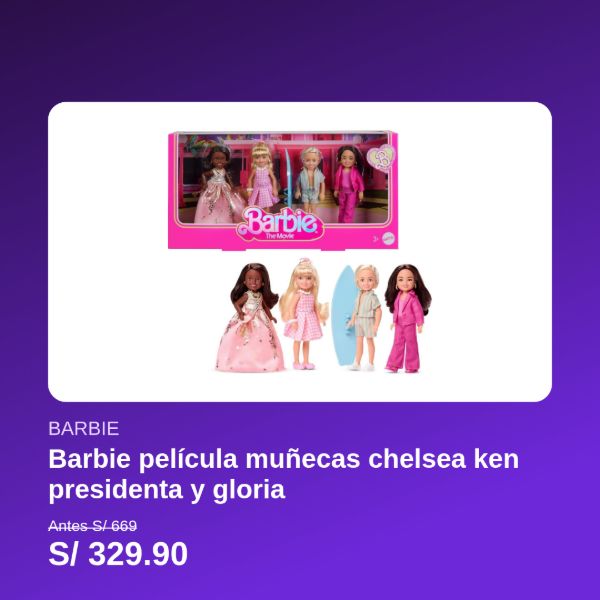 Barbie
The Movie
BARBIE
Barbie película muñecas chelsea ken
presidenta y gloria
Antes S/ 669
S/ 329.90